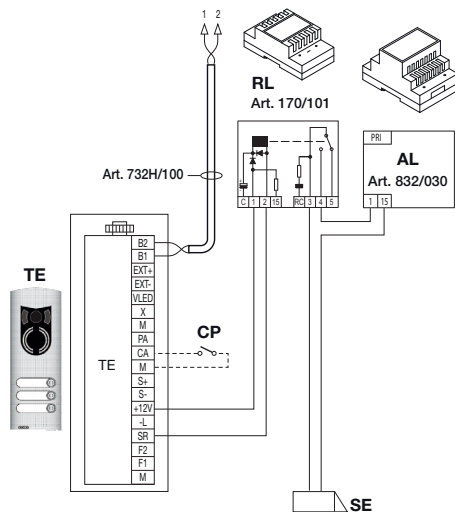 1 2
RL
Art. 170/101
PRI
AL
Art. 832/030
1 15
Art. 732H/100
C 1 2 15 RC 3 4 5
TE
TE
B2
B1
EXT+
EXT-
VLED
X
M
PA
CA
M
S+
S-
+12V
-L
SR
F2
F1
M
CP
SE